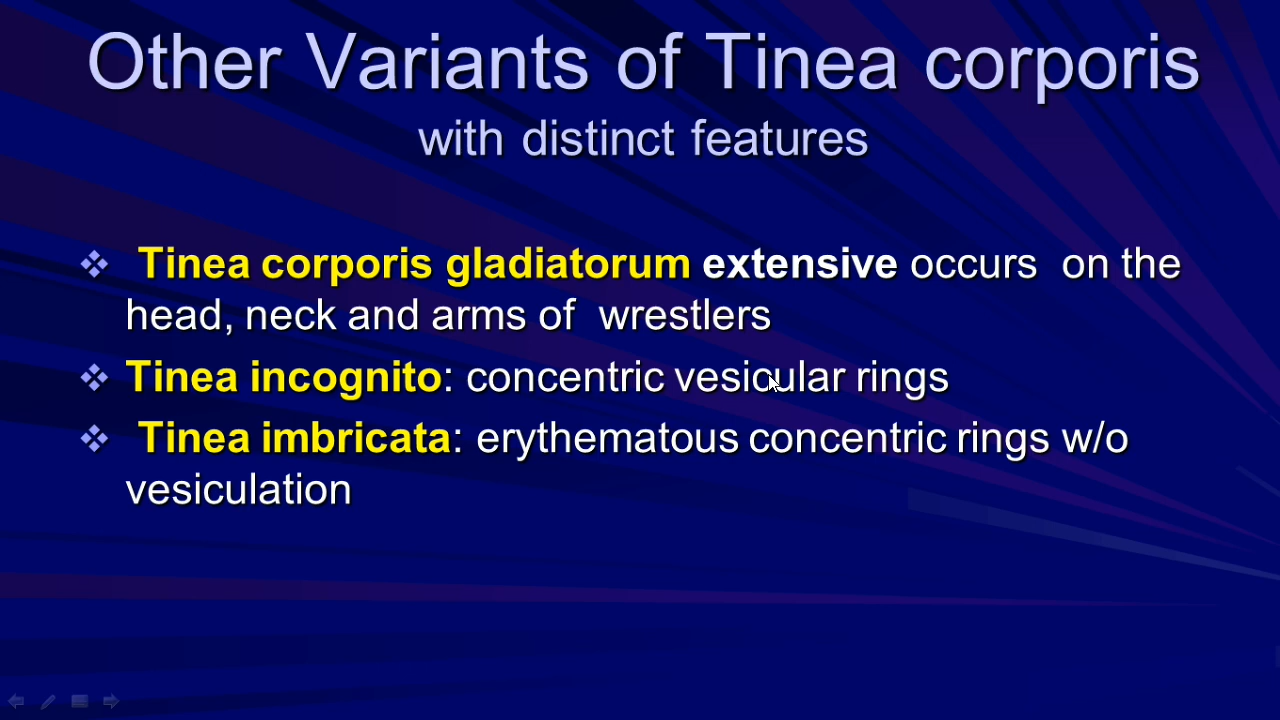 Other Variants of Tinea corporis
with distinct features
Tinea corporis gladiatorum extensive occurs on the
head, neck and arms of wrestlers
Tinea incognito: concentric vesicular rings
Tinea imbricata: erythematous concentric rings w/o
vesiculation